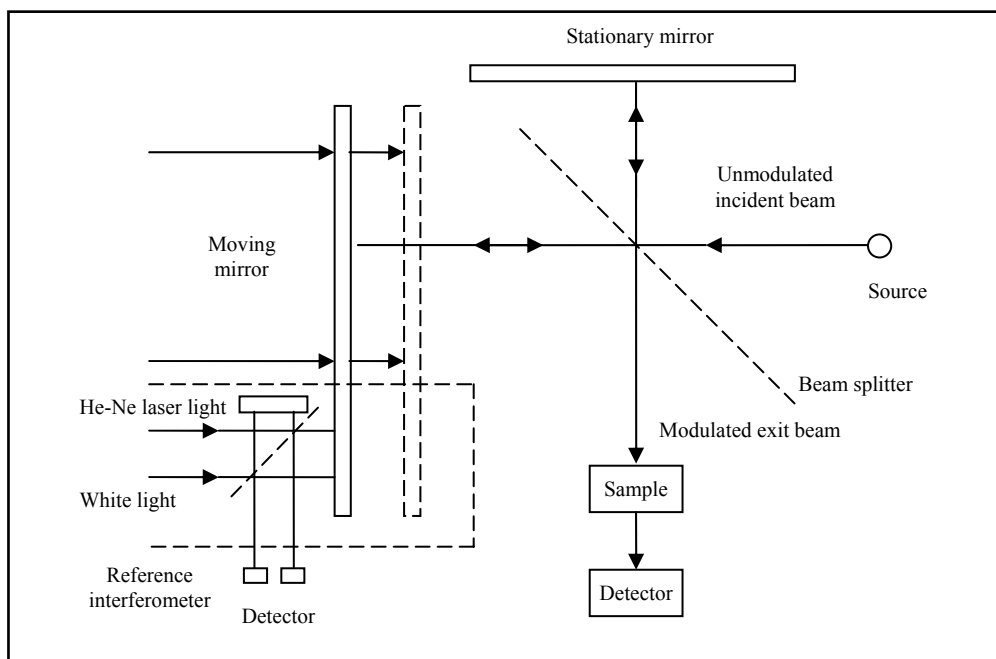 Stationary mirror
Unmodulated
incident beam
Moving
mirror
Source
Beam splitter
He-Ne laser light
Modulated exit beam
Sample
White light
Reference
interferometer
Detector
Detector